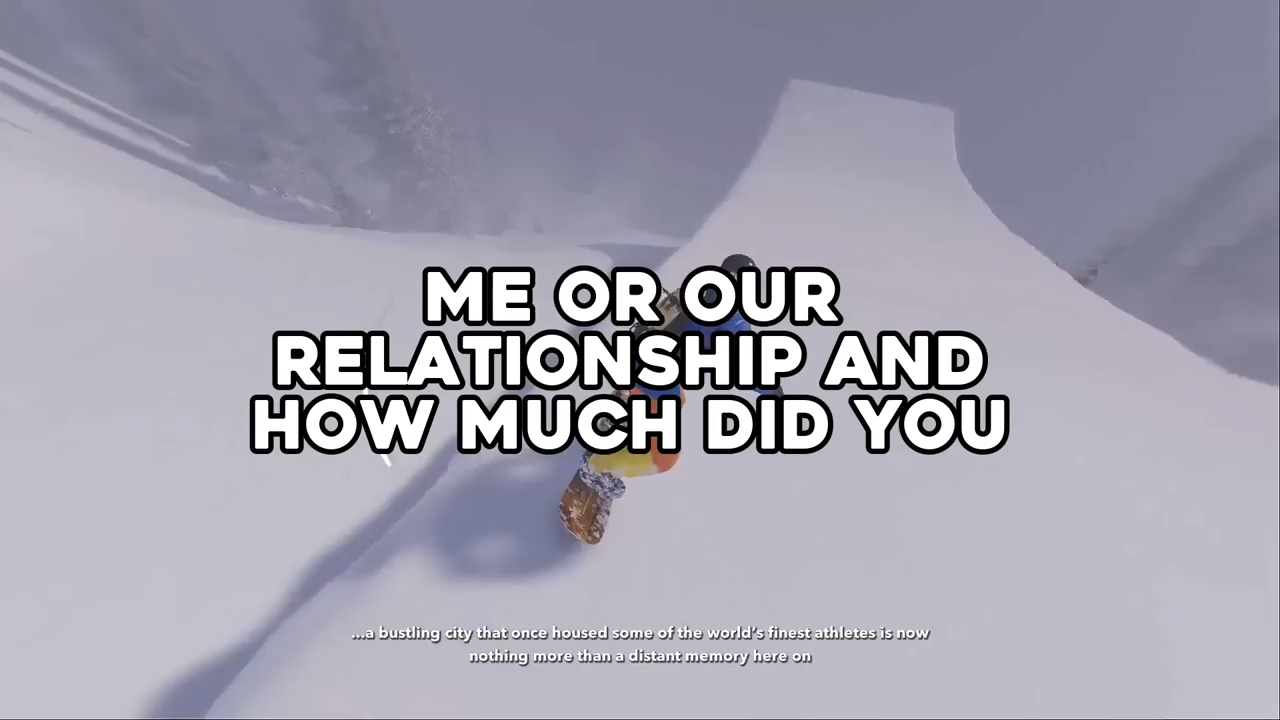 ME OR OUR
RELATIONSHIP AND
HOW MUCH DID YOU
...a bustling city that once housed some of the world's finest athletes is now
nothing more than a distant memory here on